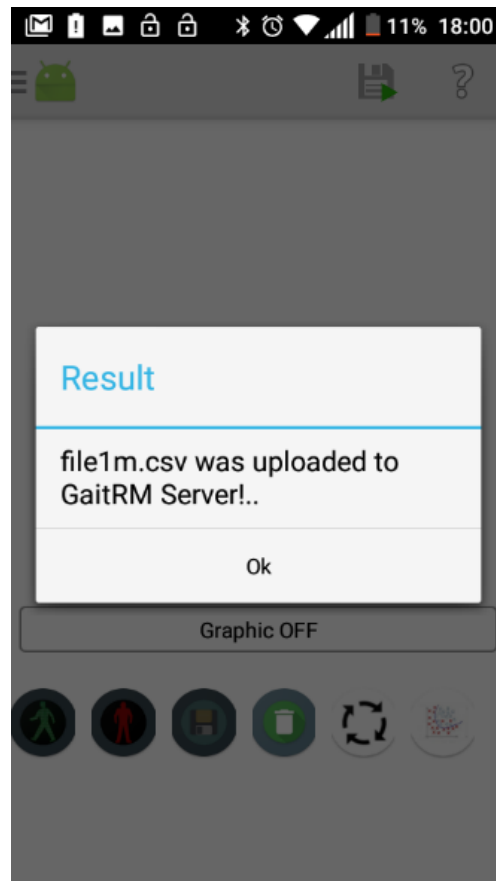 11% 18:00
Result
file1m.csv was uploaded to
GaitRM Server!..
Ok
Graphic OFF